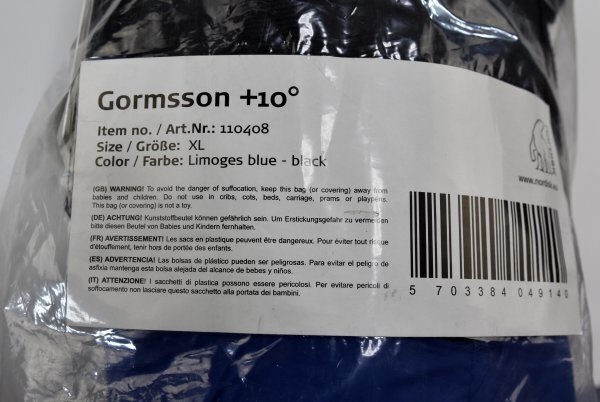 Gormsson +10°
Item no. / Art.Nr.: 110408
Size / Größe: XL
Color / Farbe: Limoges blue - black
www.nordisk.eu
(GB) WARNING! To avoid the danger of suffocation, keep this bag (or covering) away from
babies and children. Do not use in cribs, cots, beds, carriage, prams or playpens.
This bag (or covering) is not a toy.
(DE) ACHTUNG! Kunststoffbeutel können gefährlich sein. Um Erstickungsgefahr zu vermeiden
bitte diesen Beutel von Babies und Kindern fernhalten.
(FR) AVERTISSEMENT! Les sacs en plastique peuvent être dangereux. Pour éviter tout risque
d'étouffement, tenir hors de portée des enfants.
(ES) ADVERTENCIA! Las bolsas de plástico pueden ser peligrosas. Para evitar el peligro de
asfixia mantenga esta bolsa alejada del alcance de bebes y niños.
(IT) ATTENZIONE! I sacchetti di plastica possono essere pericolosi. Per evitare pericoli di
soffocamento non lasciare questo sacchetto alla portata dei bambini.
5 703384 049140